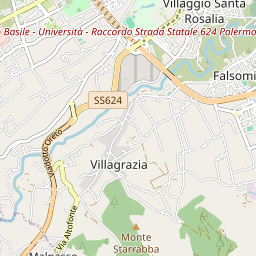 Villaggio Santa
Rosalia
Basile - Università - Raccordo Strada Statale 624 Palermo
Falsomi
SS624
Viadotto Oreto
Villagrazia
Via Altofonte
Monte
Starrabba
Malpasso